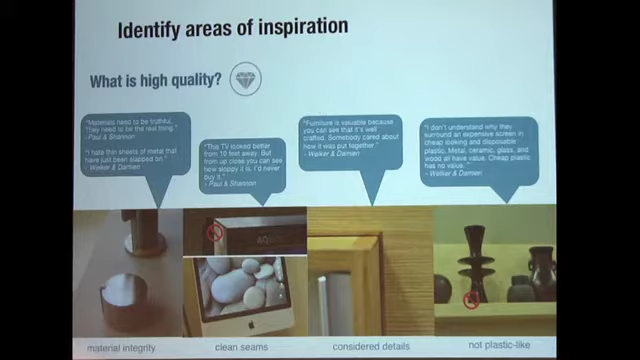 Identify areas of inspiration
What is high quality?
"Materials need to be truthful.
They need to be the real thing."
- Paul & Shannon
"I hate thin sheets of metal that
have just been slapped on."
- Walker & Damien
"This TV looked better
from 10 feet away. But
from up close you can see
how sloppy it is. I'd never
buy it."
- Paul & Shannon
"Furniture is valuable because
you can see that it's well
crafted. Somebody cared about
how it was put together."
- Walker & Damien
"I don't understand why they
surround an expensive screen in
cheap looking and disposable
plastic. Metal, ceramic, glass, and
wood all have value. Cheap plastic
has no value."
- Walker & Damien
material integrity
clean seams
considered details
not plastic-like